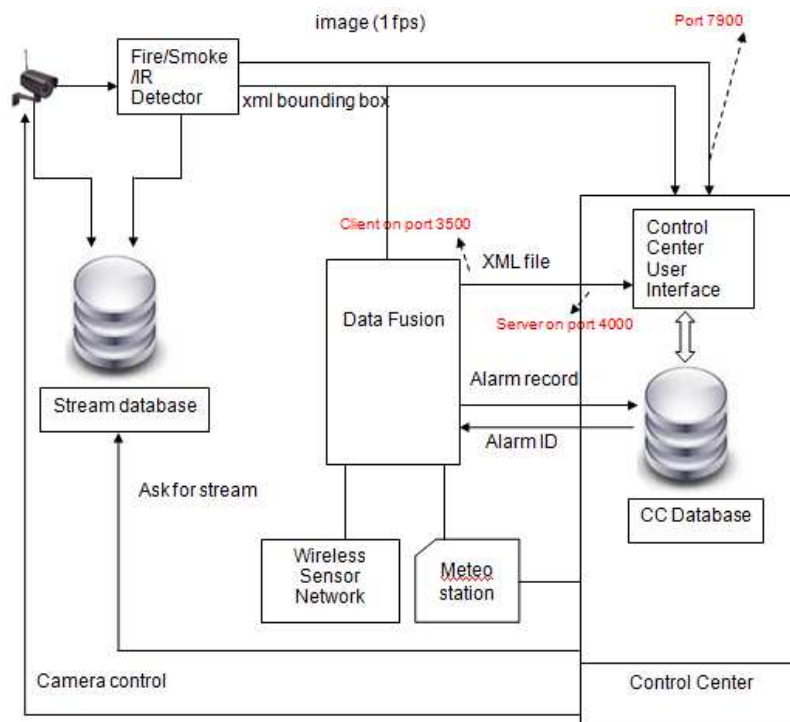 image (1 fps)
Port 7900
Fire/Smoke
/IR
Detector
xml bounding box
Client on port 3500
XML file
Control
Center
User
Interface
Data Fusion
Server on port 4000
Alarm record
Stream database
Alarm ID
Ask for stream
CC Database
Wireless
Sensor
Network
Meteo
station
Camera control
Control Center